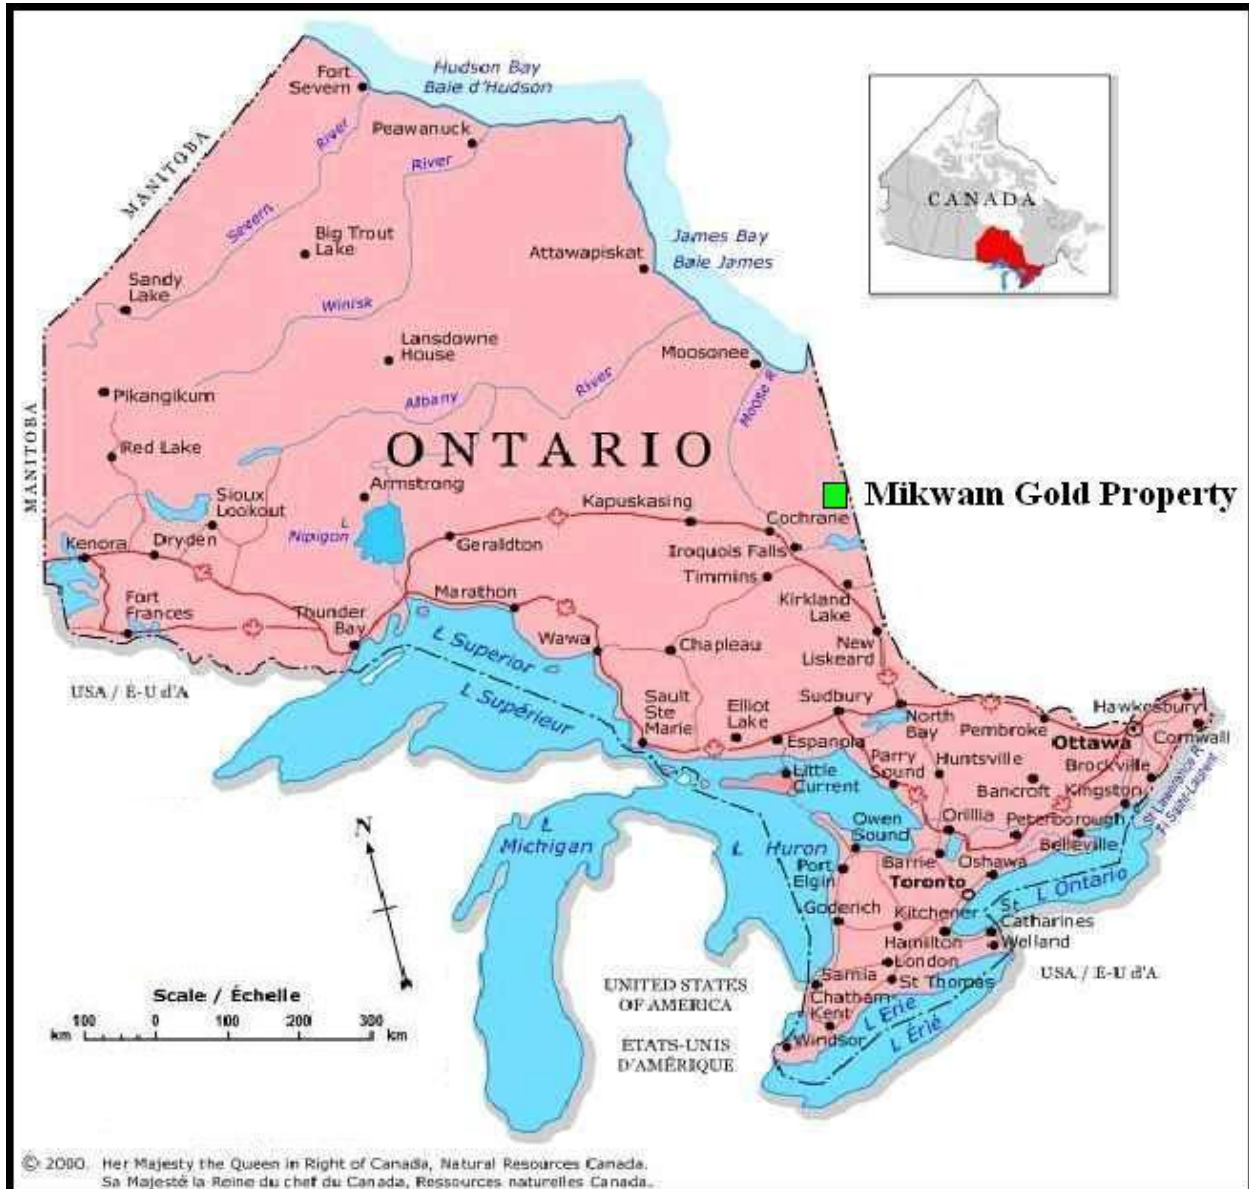 Hudson Bay
Baie d'Hudson
Fort
Severn
Peawanuck
River
River
MANITOBA
Severn
Big Trout
Lake
Attawapiskat
James Bay
Baie James
CANADA
Sandy
Lake
Winisk
Lansdowne
House
Moosonee
Pikangikum
Albany
River
Moose R
MANITOBA
Red Lake
ONTARIO
Armstrong
Sioux
Lookout
Kapuskasing
Mikwam Gold Property
L
Nipigon
Geraldton
Cochrane
Kenora
Dryden
Iroquois Falls
Timmins
Fort
Frances
Marathon
Kirkland
Lake
Thunder
Bay
Wawa
Chapleau
New
Liskeard
L Superior
L Supérieur
USA / É-U d'A
Sault
Ste
Marie
Elliot
Lake
Sudbury
North
Bay
Pembroke
Hawkesbury
Ottawa
Cornwall
Espanola
Parry
Sound
Huntsville
Brockville
Little
Current
Bancroft
Kingston
St Lawrence R
Fl Saint-Laurent
Owen
Sound
Orillia
Peterborough
Belleville
N
L
Michigan
L Huron
Port
Elgin
Barrie
Oshawa
Toronto
L Ontario
Goderich
Kitchener
St
Catharines
Hamilton
Welland
London
USA / É-U d'A
UNITED STATES
OF AMERICA
Sarnia
St Thomas
Chatham-
Kent
L Erie
L Érié
ÉTATS-UNIS
D'AMÉRIQUE
Windsor
Scale / Échelle
100 0 100 200 300
km km
© 2000. Her Majesty the Queen in Right of Canada, Natural Resources Canada.
Sa Majesté la Reine du chef du Canada, Ressources naturelles Canada.